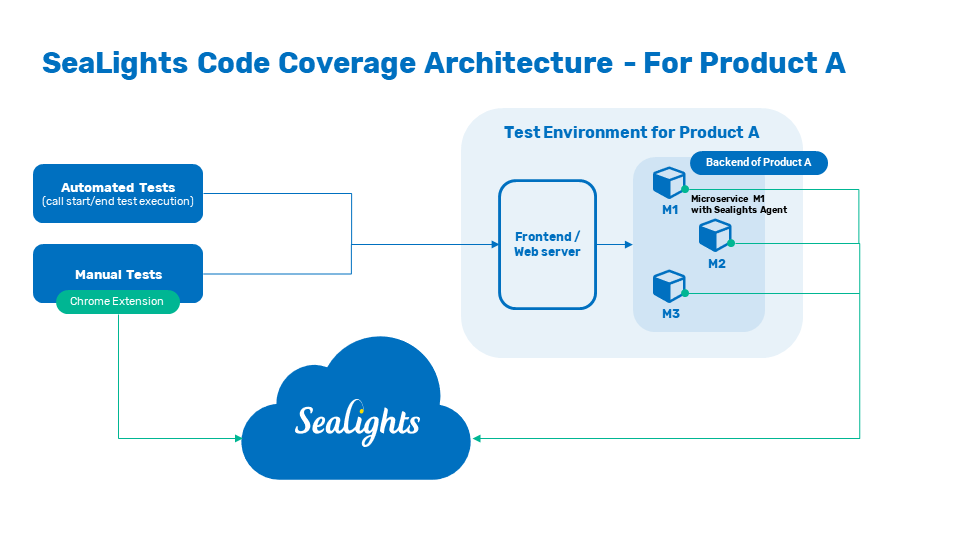 SeaLights Code Coverage Architecture - For Product A
Test Environment for Product A
Backend of Product A
Automated Tests
(call start/end test execution)
Manual Tests
Chrome Extension
Frontend /
Web server
M1
Microservice M1
with Sealights Agent
M2
M3
SeaLights